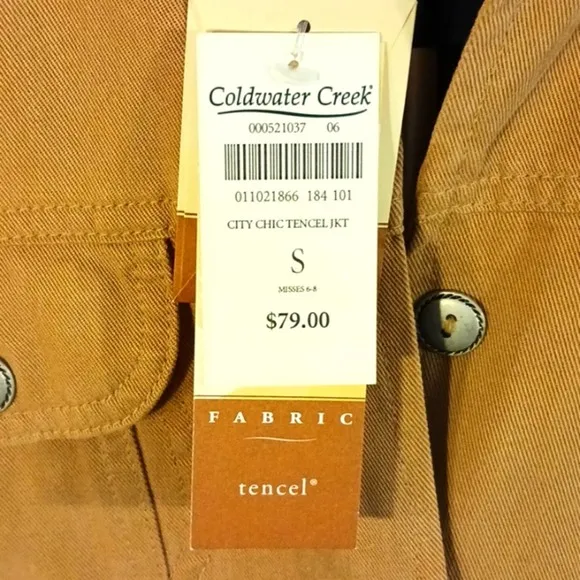 Coldwater Creek®
000521037 06
011021866 184 101
CITY CHIC TENCEL JKT
S
MISSES 6-8
$79.00
FABRIC
tencel®